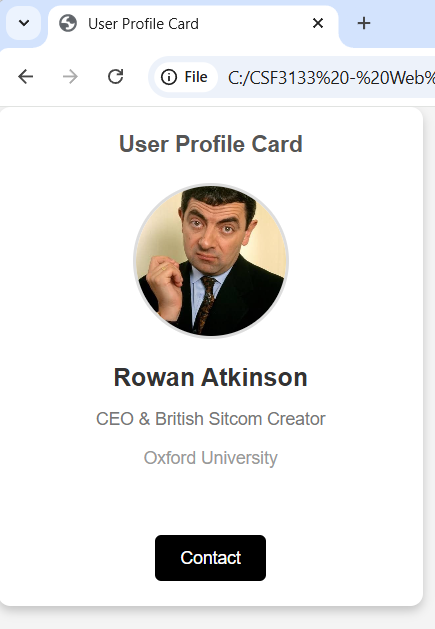 User Profile Card
File C:/CSF3133%20-%20Web%
User Profile Card
Rowan Atkinson
CEO & British Sitcom Creator
Oxford University
Contact